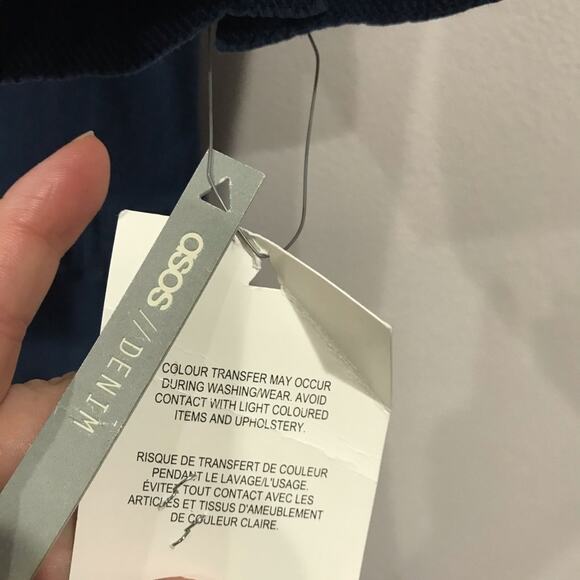 asos // DENIM
COLOUR TRANSFER MAY OCCUR
DURING WASHING/WEAR. AVOID
CONTACT WITH LIGHT COLOURED
ITEMS AND UPHOLSTERY.
RISQUE DE TRANSFERT DE COULEUR
PENDANT LE LAVAGE/L'USAGE.
ÉVITEZ TOUT CONTACT AVEC LES
ARTICLES ET TISSUS D'AMEUBLEMENT
DE COULEUR CLAIRE.